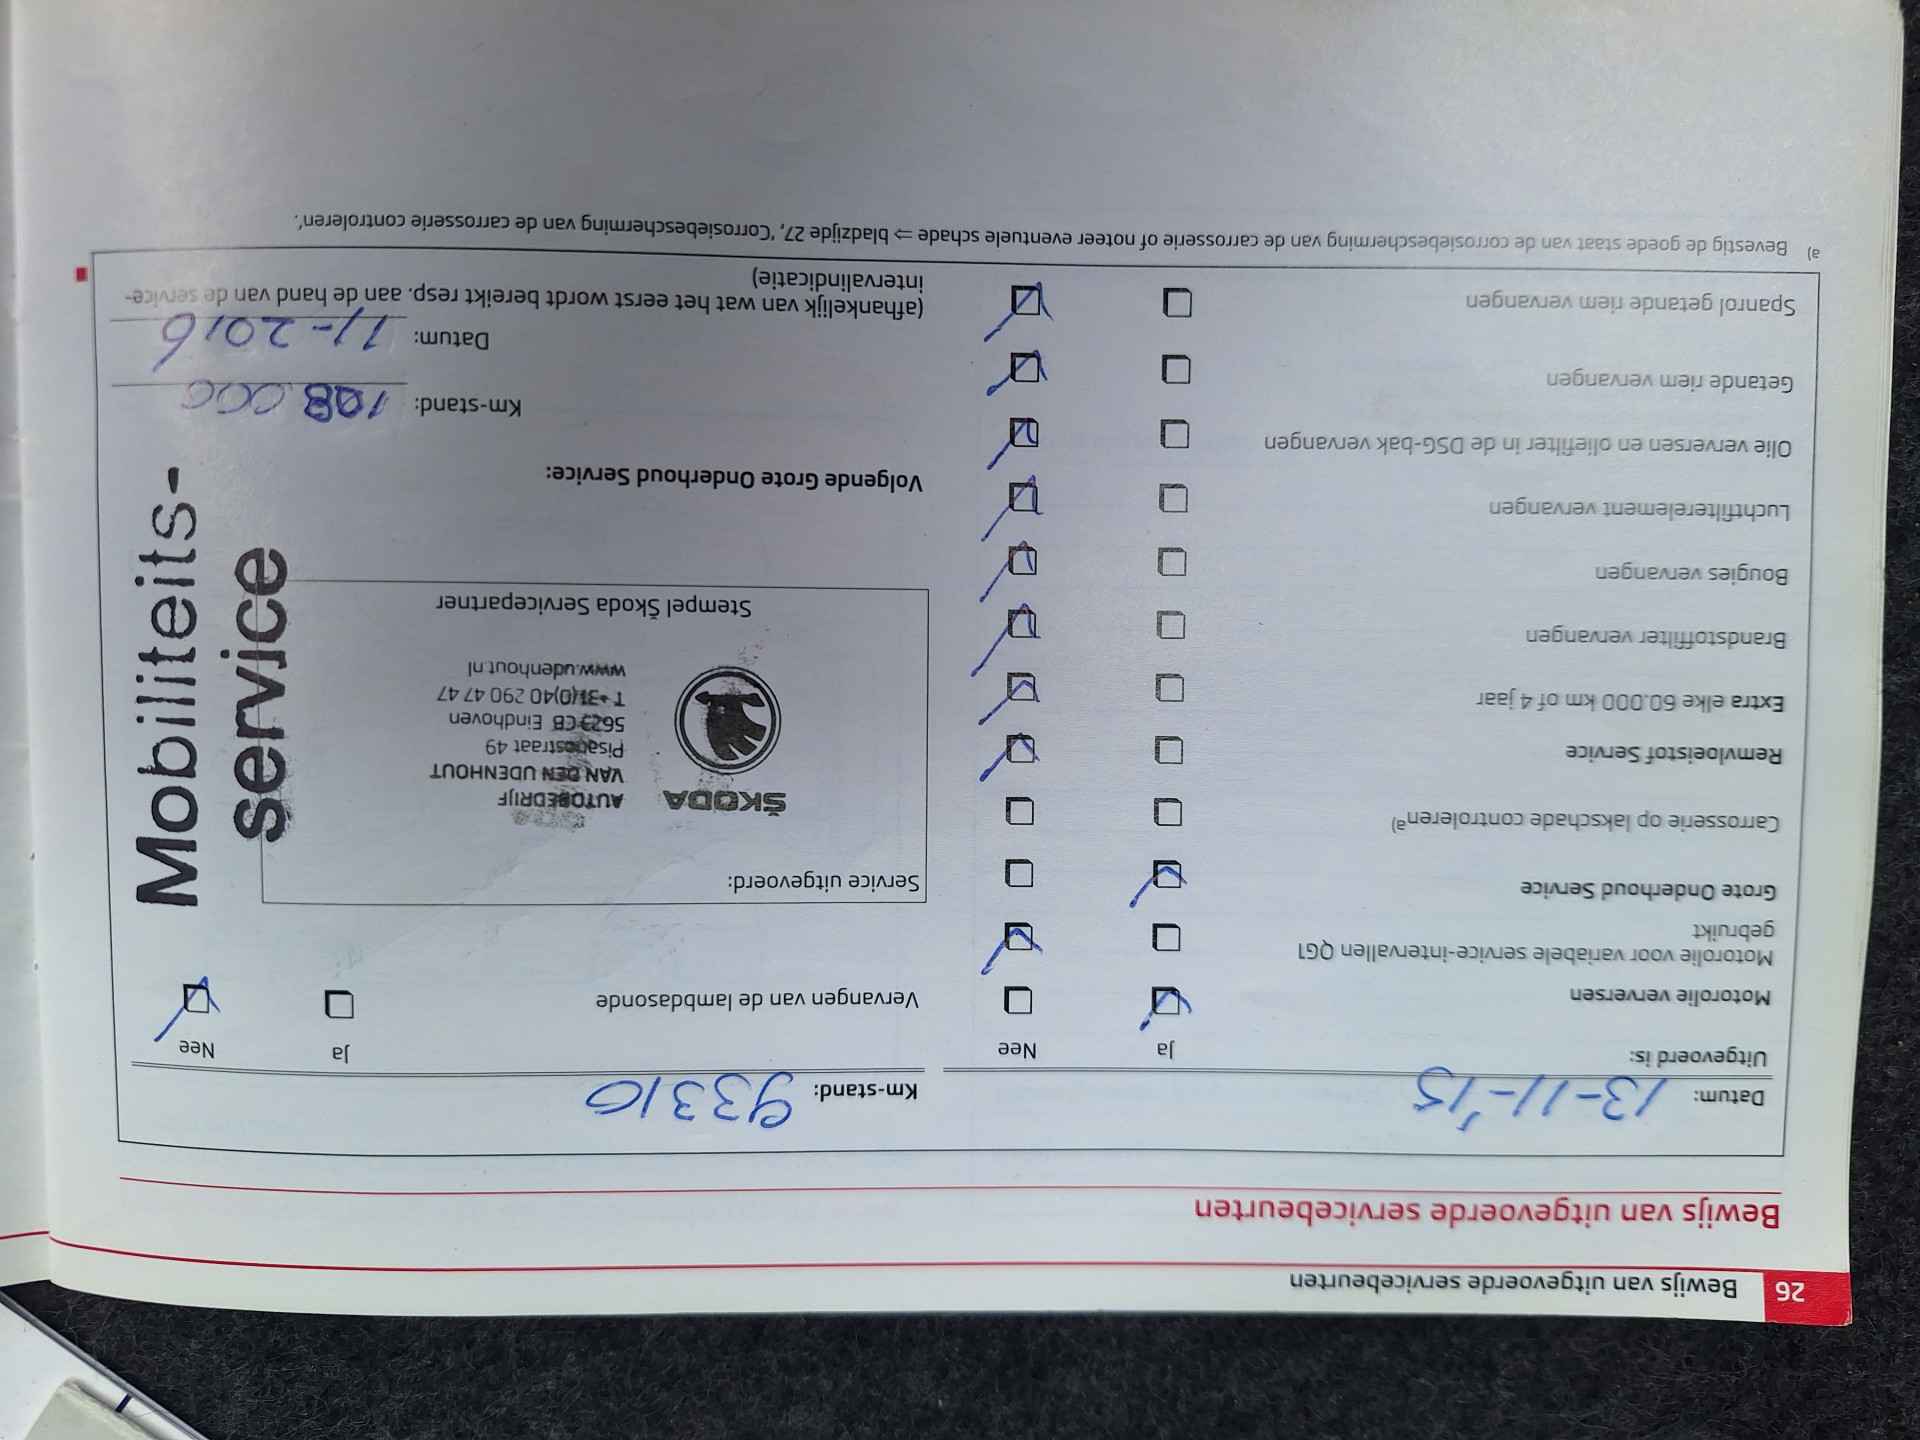 26 Bewijs van uitgevoerde servicebeurten
Bewijs van uitgevoerde servicebeurten
Datum: 13-11-'15
Km-stand: 93310
Uitgevoerd is: Ja Nee
Motorolie verversen
Motorolie voor variabele service-intervallen QG1
gebruikt
Grote Onderhoud Service
Carrosserie op lakschade controlerenᵃ⁾
Remvloeistof Service
Extra elke 60.000 km of 4 jaar
Brandstoffilter vervangen
Bougies vervangen
Luchtfilterelement vervangen
Olie verversen en oliefilter in de DSG-bak vervangen
Getande riem vervangen
Spanrol getande riem vervangen
Ja Nee
Vervangen van de lambdasonde
Service uitgevoerd:
ŠKODA
AUTOBEDRIJF
VAN DEN UDENHOUT
Pisanostraat 49
5623 CB Eindhoven
T +31(0)40 290 47 47
www.udenhout.nl
Stempel Škoda Servicepartner
Mobiliteits-
service
Volgende Grote Onderhoud Service:
Km-stand: 108.000
Datum: 11-2016
(afhankelijk van wat het eerst wordt bereikt resp. aan de hand van de service-
intervalindicatie)
a) Bevestig de goede staat van de corrosiebescherming van de carrosserie of noteer eventuele schade ⇒ bladzijde 27, 'Corrosiebescherming van de carrosserie controleren'.